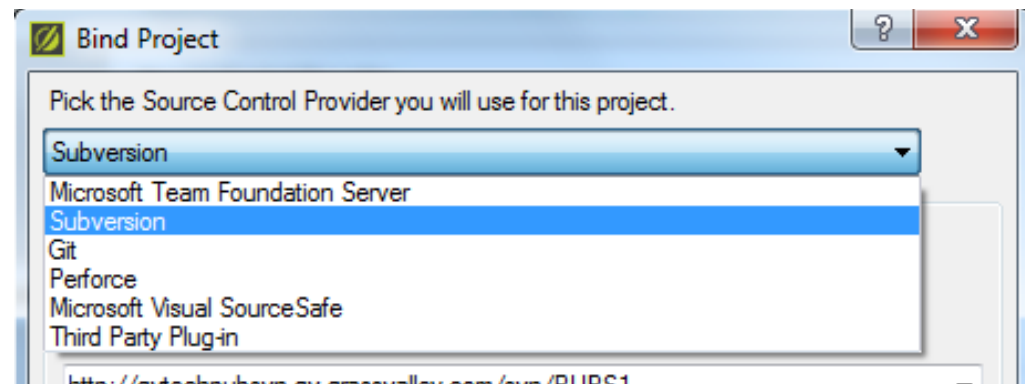 Bind Project
Pick the Source Control Provider you will use for this project.
Subversion
Microsoft Team Foundation Server
Subversion
Git
Perforce
Microsoft Visual SourceSafe
Third Party Plug-in